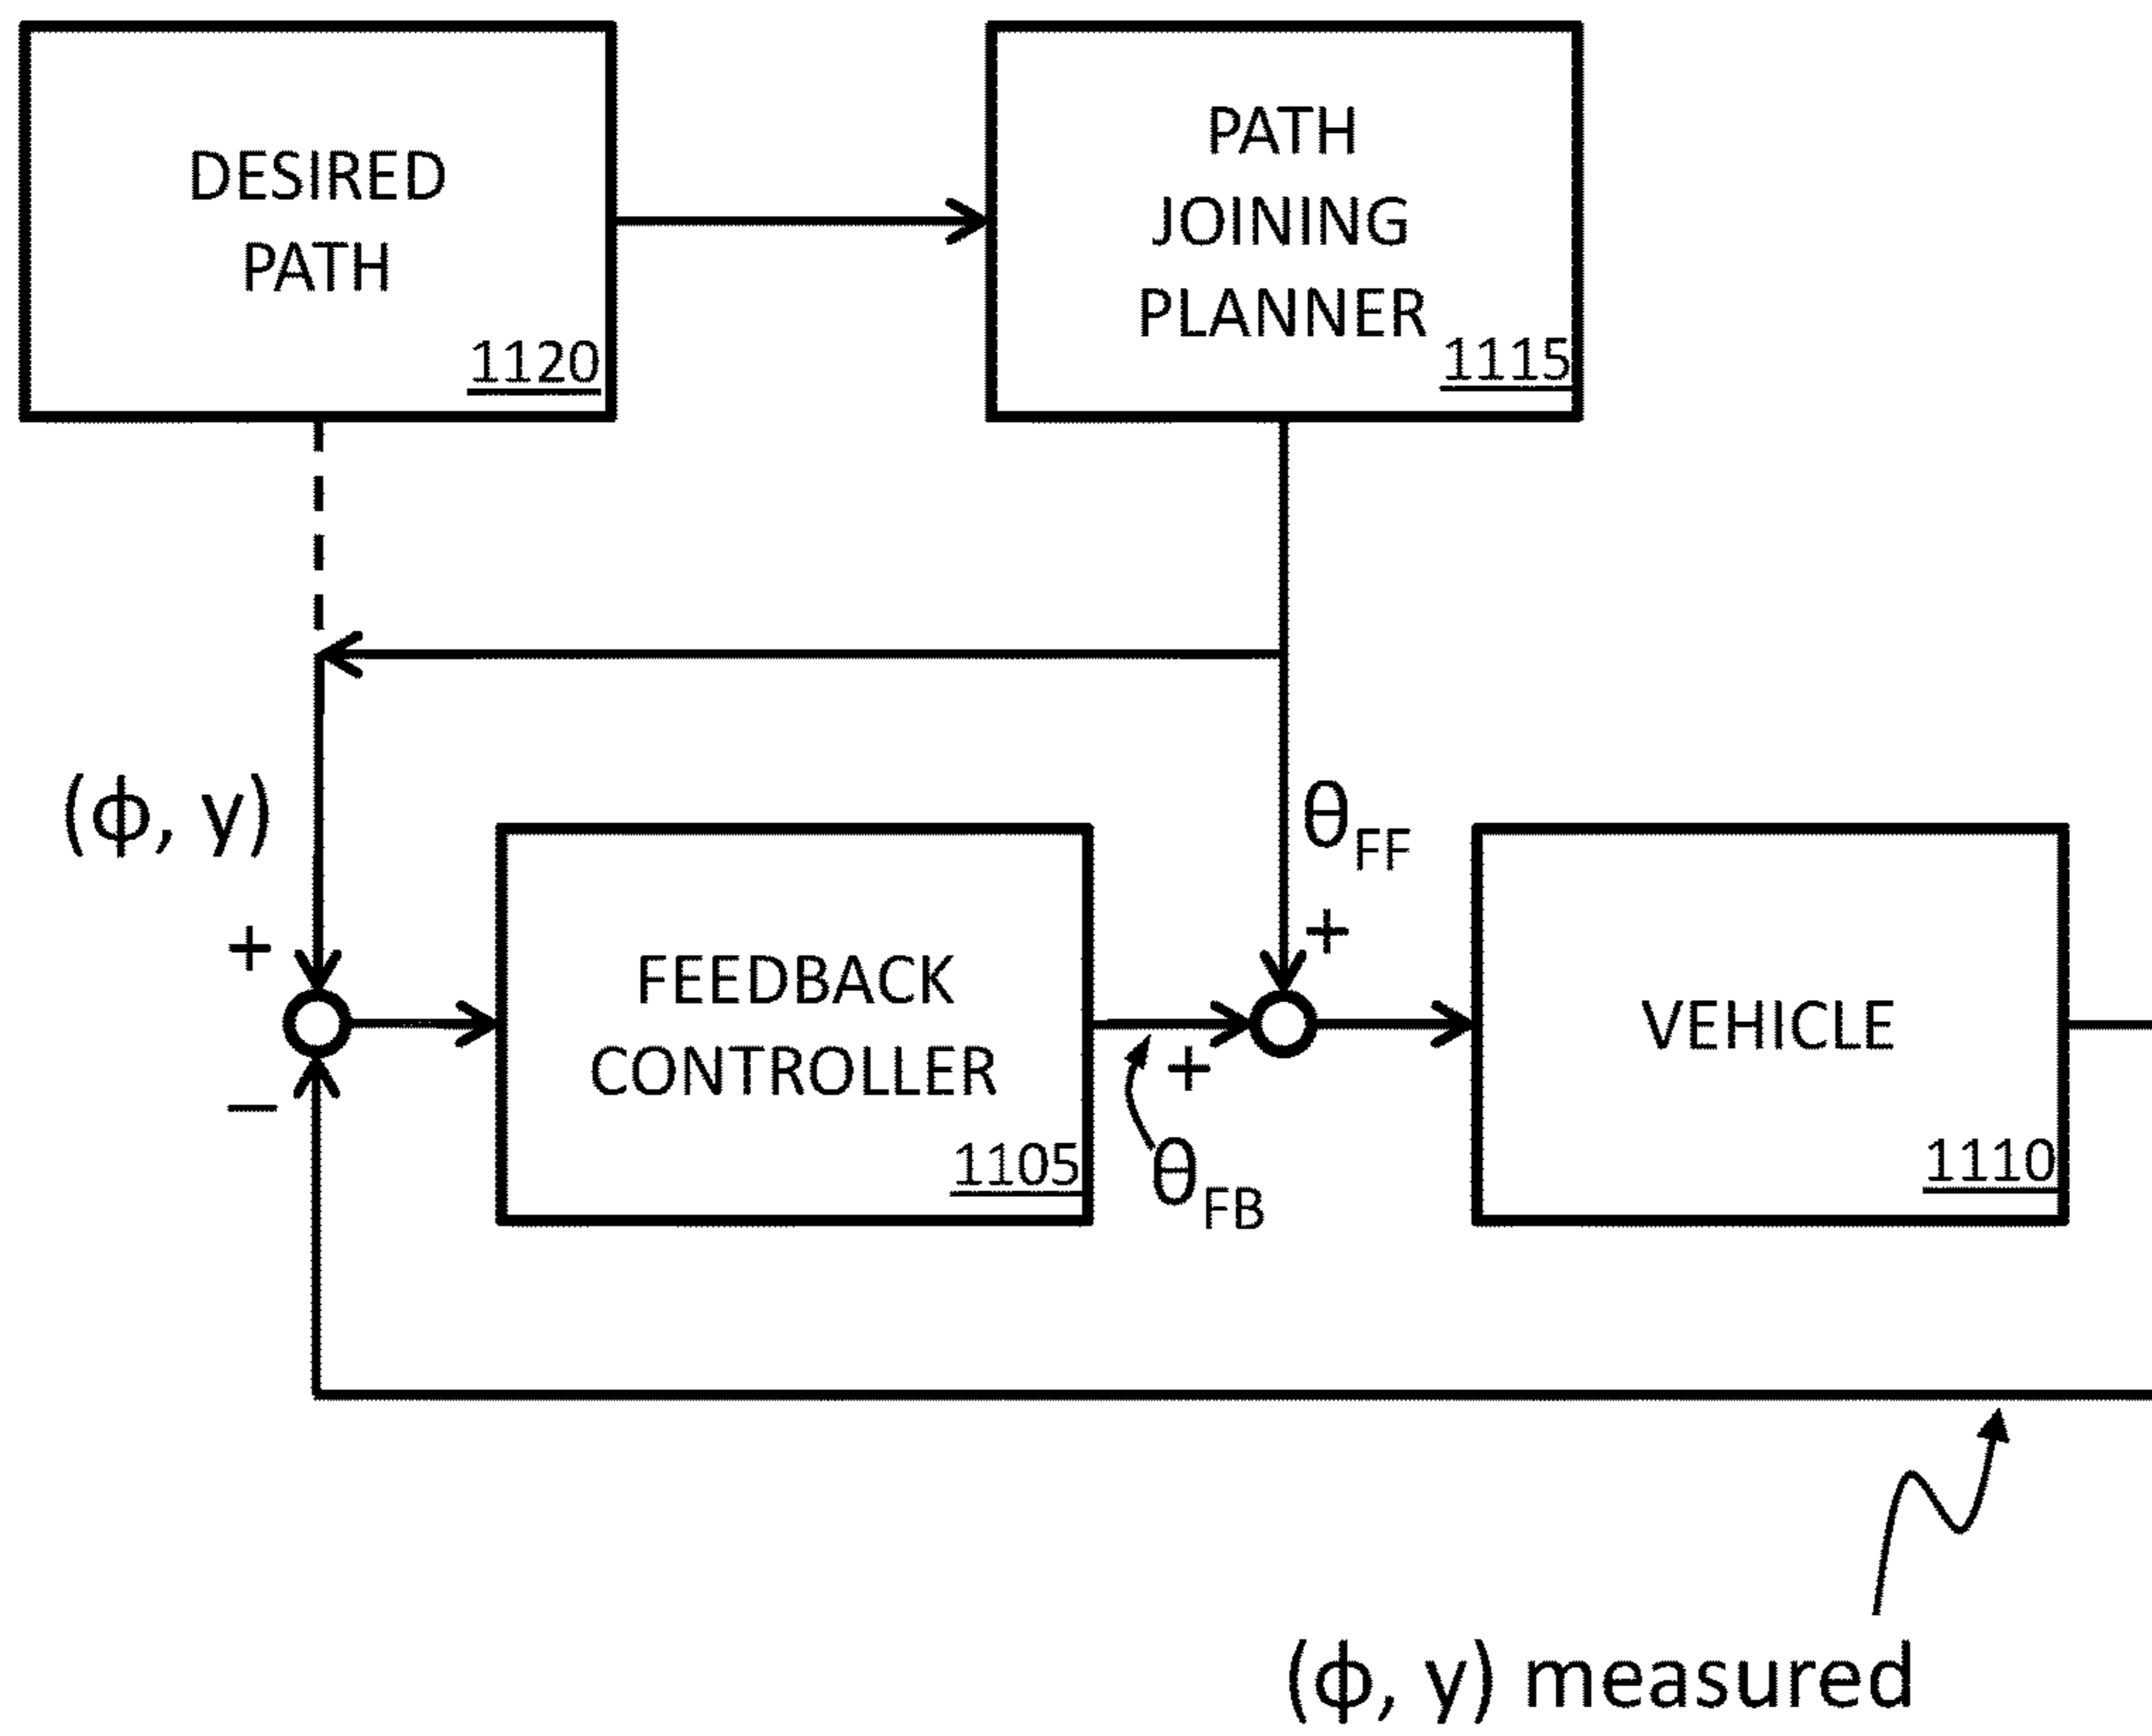 DESIRED
PATH
1120
PATH
JOINING
PLANNER
1115
(ϕ, y)
+
−
FEEDBACK
CONTROLLER
1105
θFF
+
+
θFB
VEHICLE
1110
(ϕ, y) measured